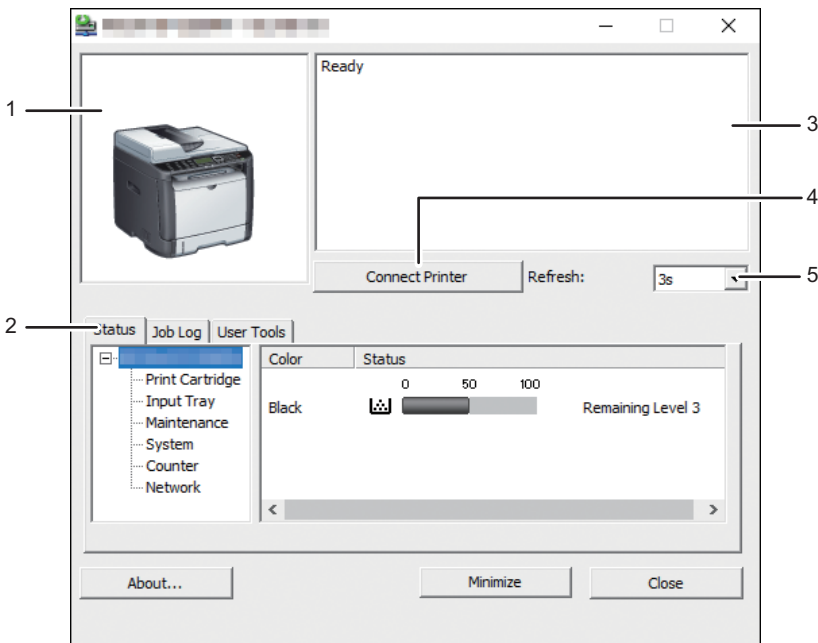 Ready
1
3
4
Connect Printer
Refresh:
3s
5
2
Status
Job Log
User Tools
Color
Status
Print Cartridge
Input Tray
Maintenance
System
Counter
Network
0 50 100
Black
Remaining Level 3
About...
Minimize
Close